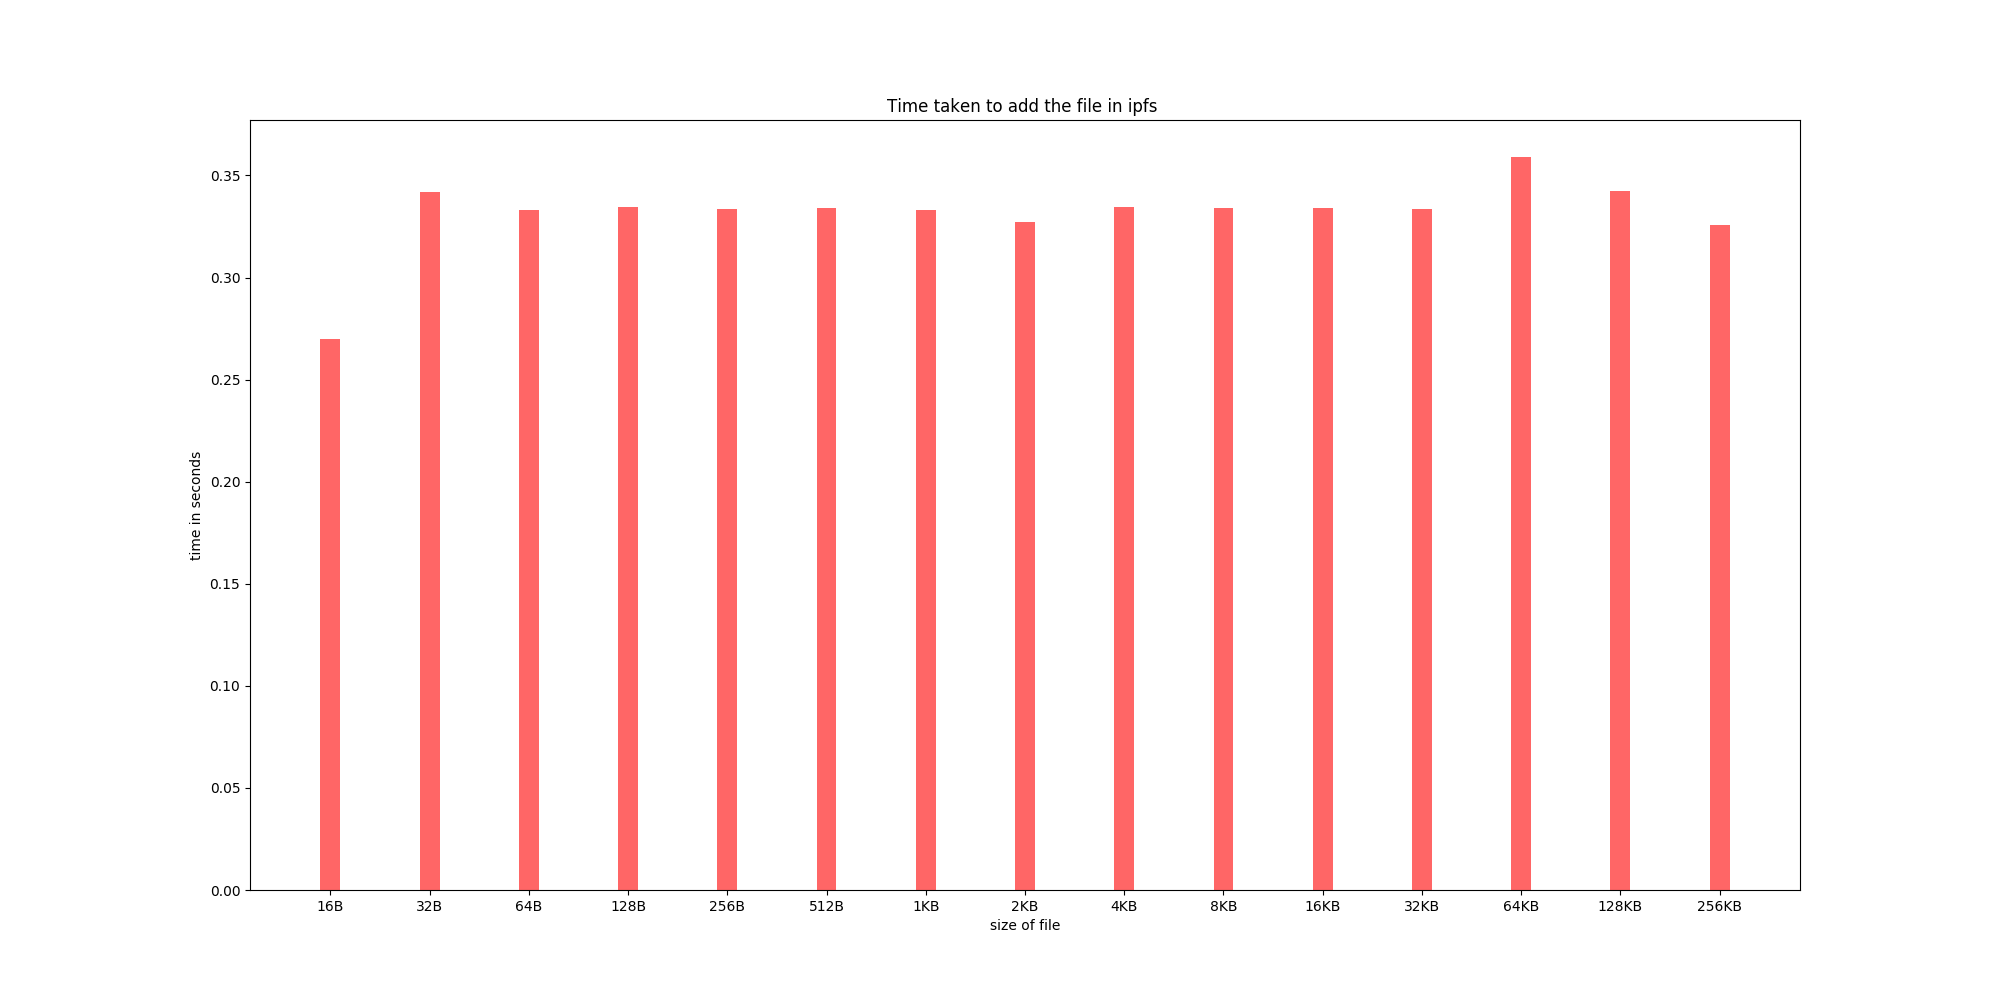 Time taken to add the file in ipfs
0.35
0.30
0.25
0.20
0.15
0.10
0.05
0.00
time in seconds
16B 32B 64B 128B 256B 512B 1KB 2KB 4KB 8KB 16KB 32KB 64KB 128KB 256KB
size of file